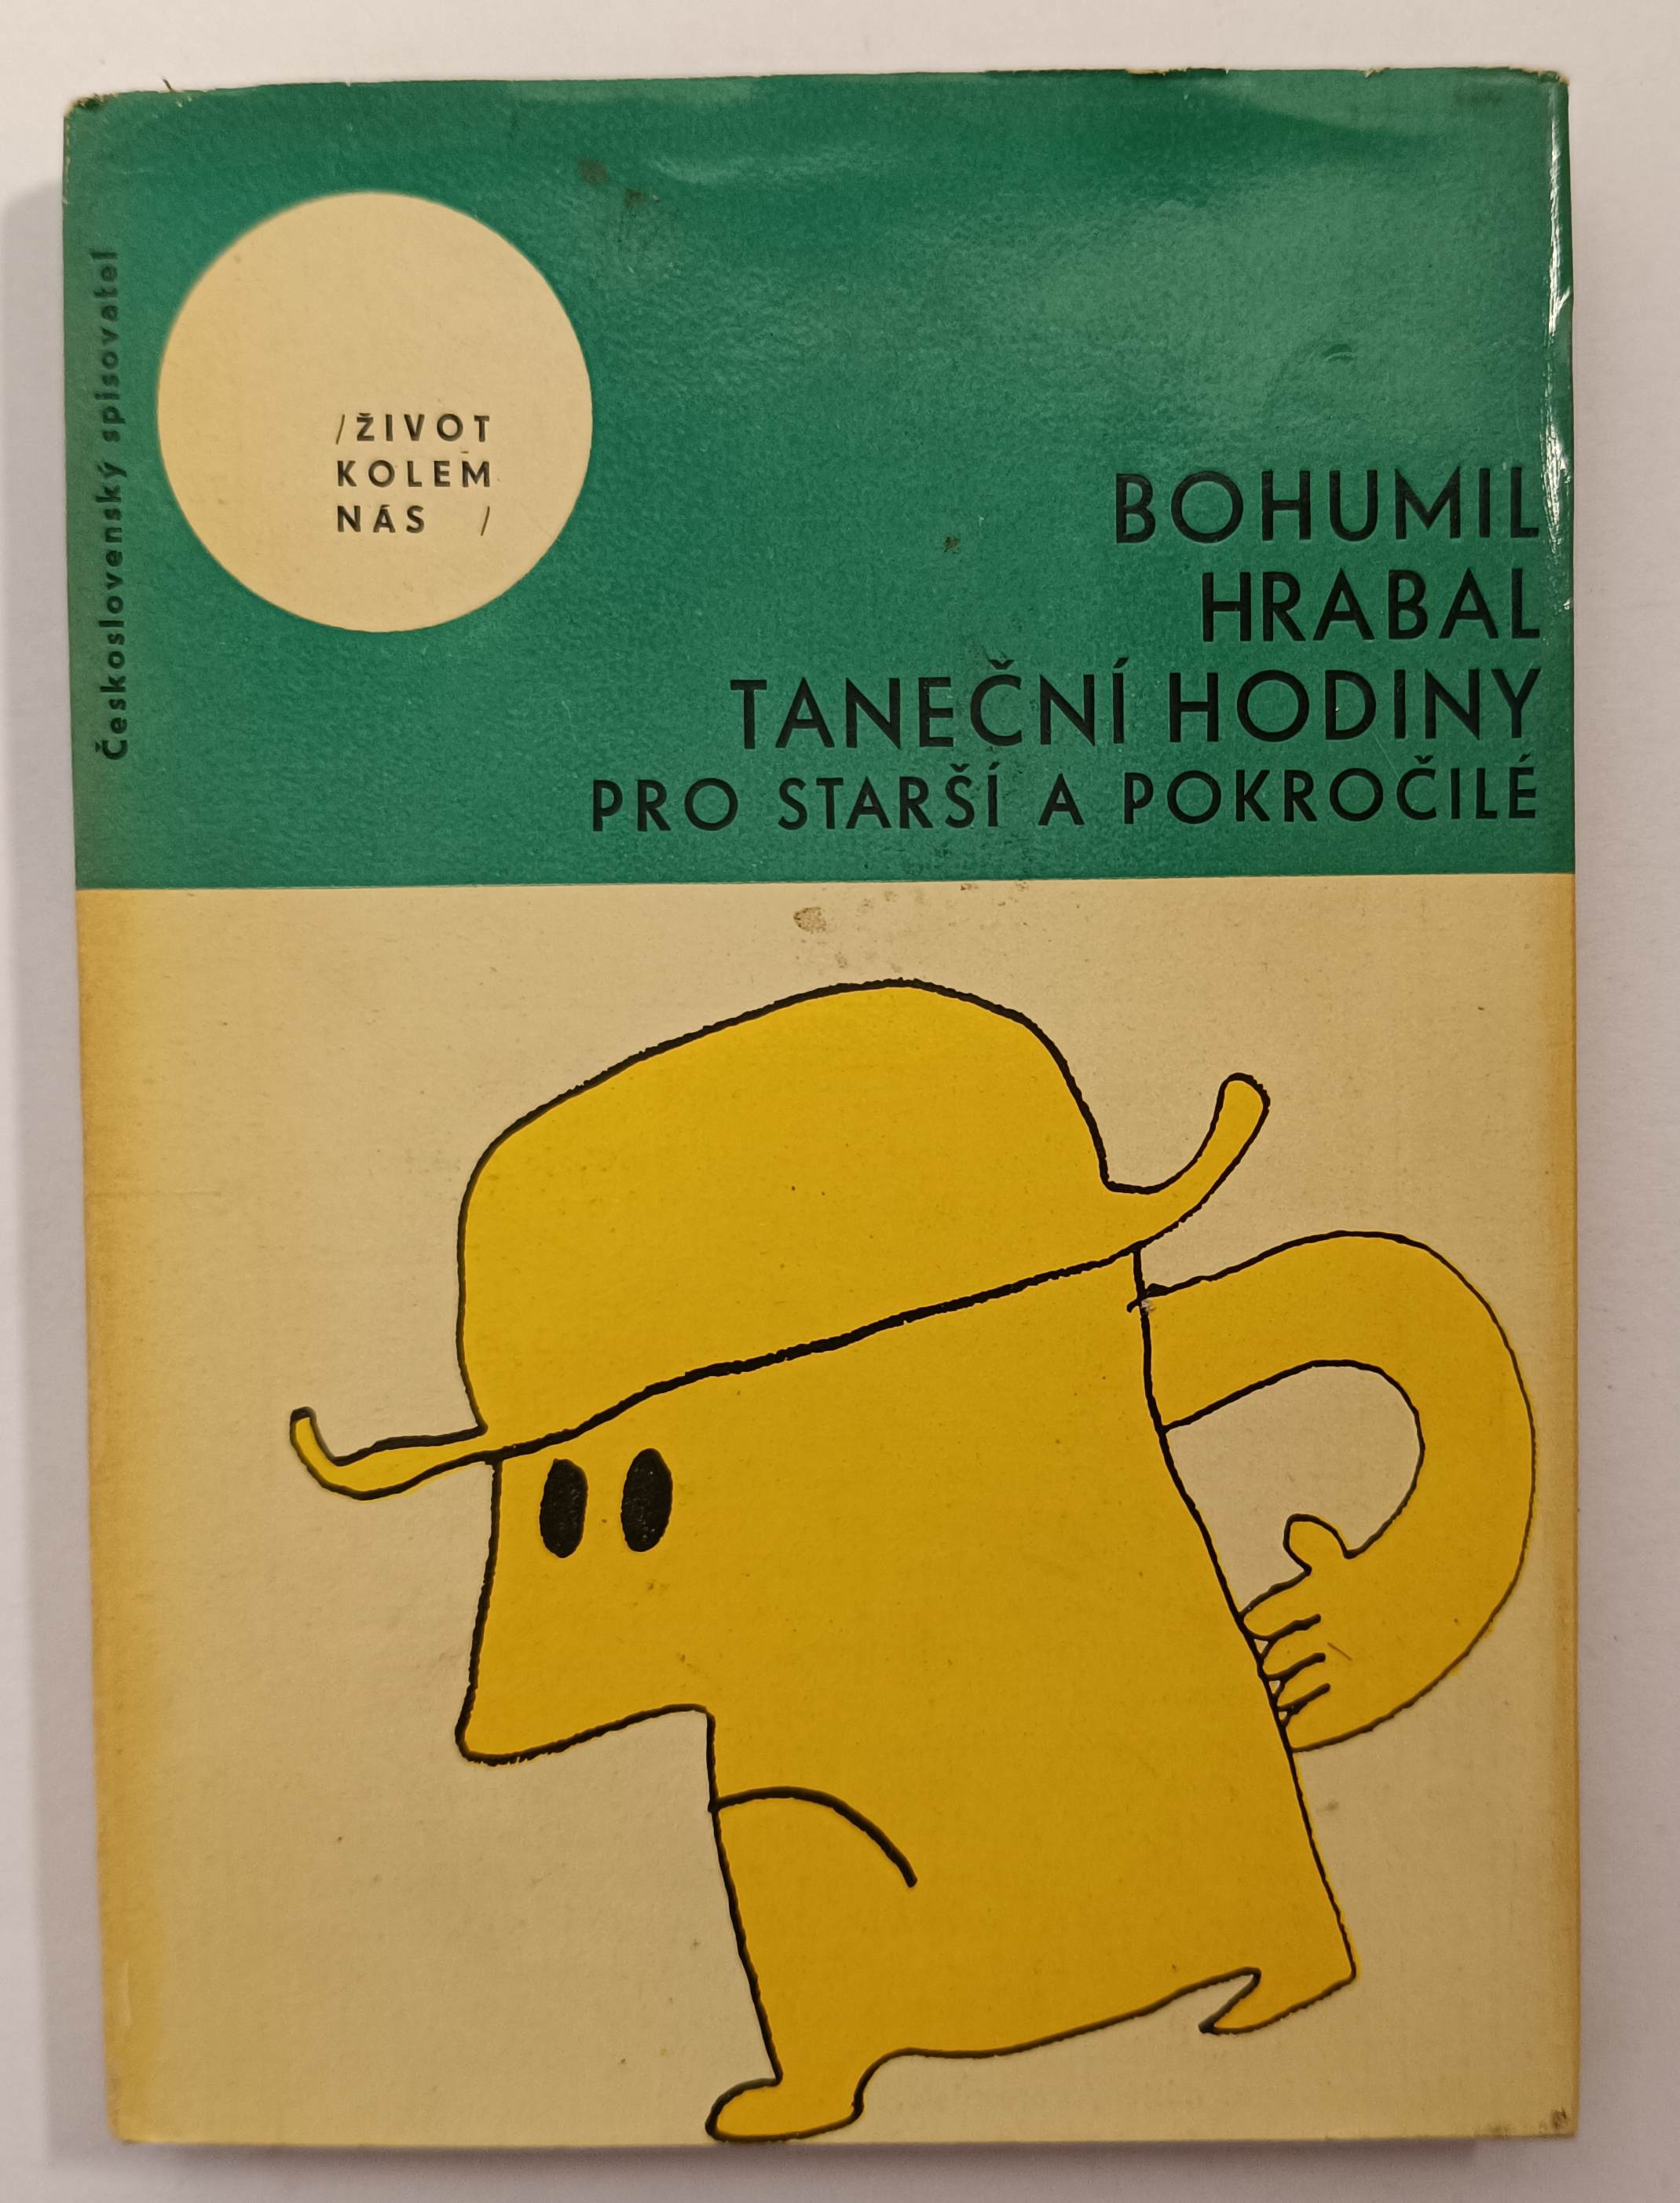 Československý spisovatel
/ŽIVOT
KOLEM
NÁS /
BOHUMIL
HRABAL
TANEČNÍ HODINY
PRO STARŠÍ A POKROČILÉ